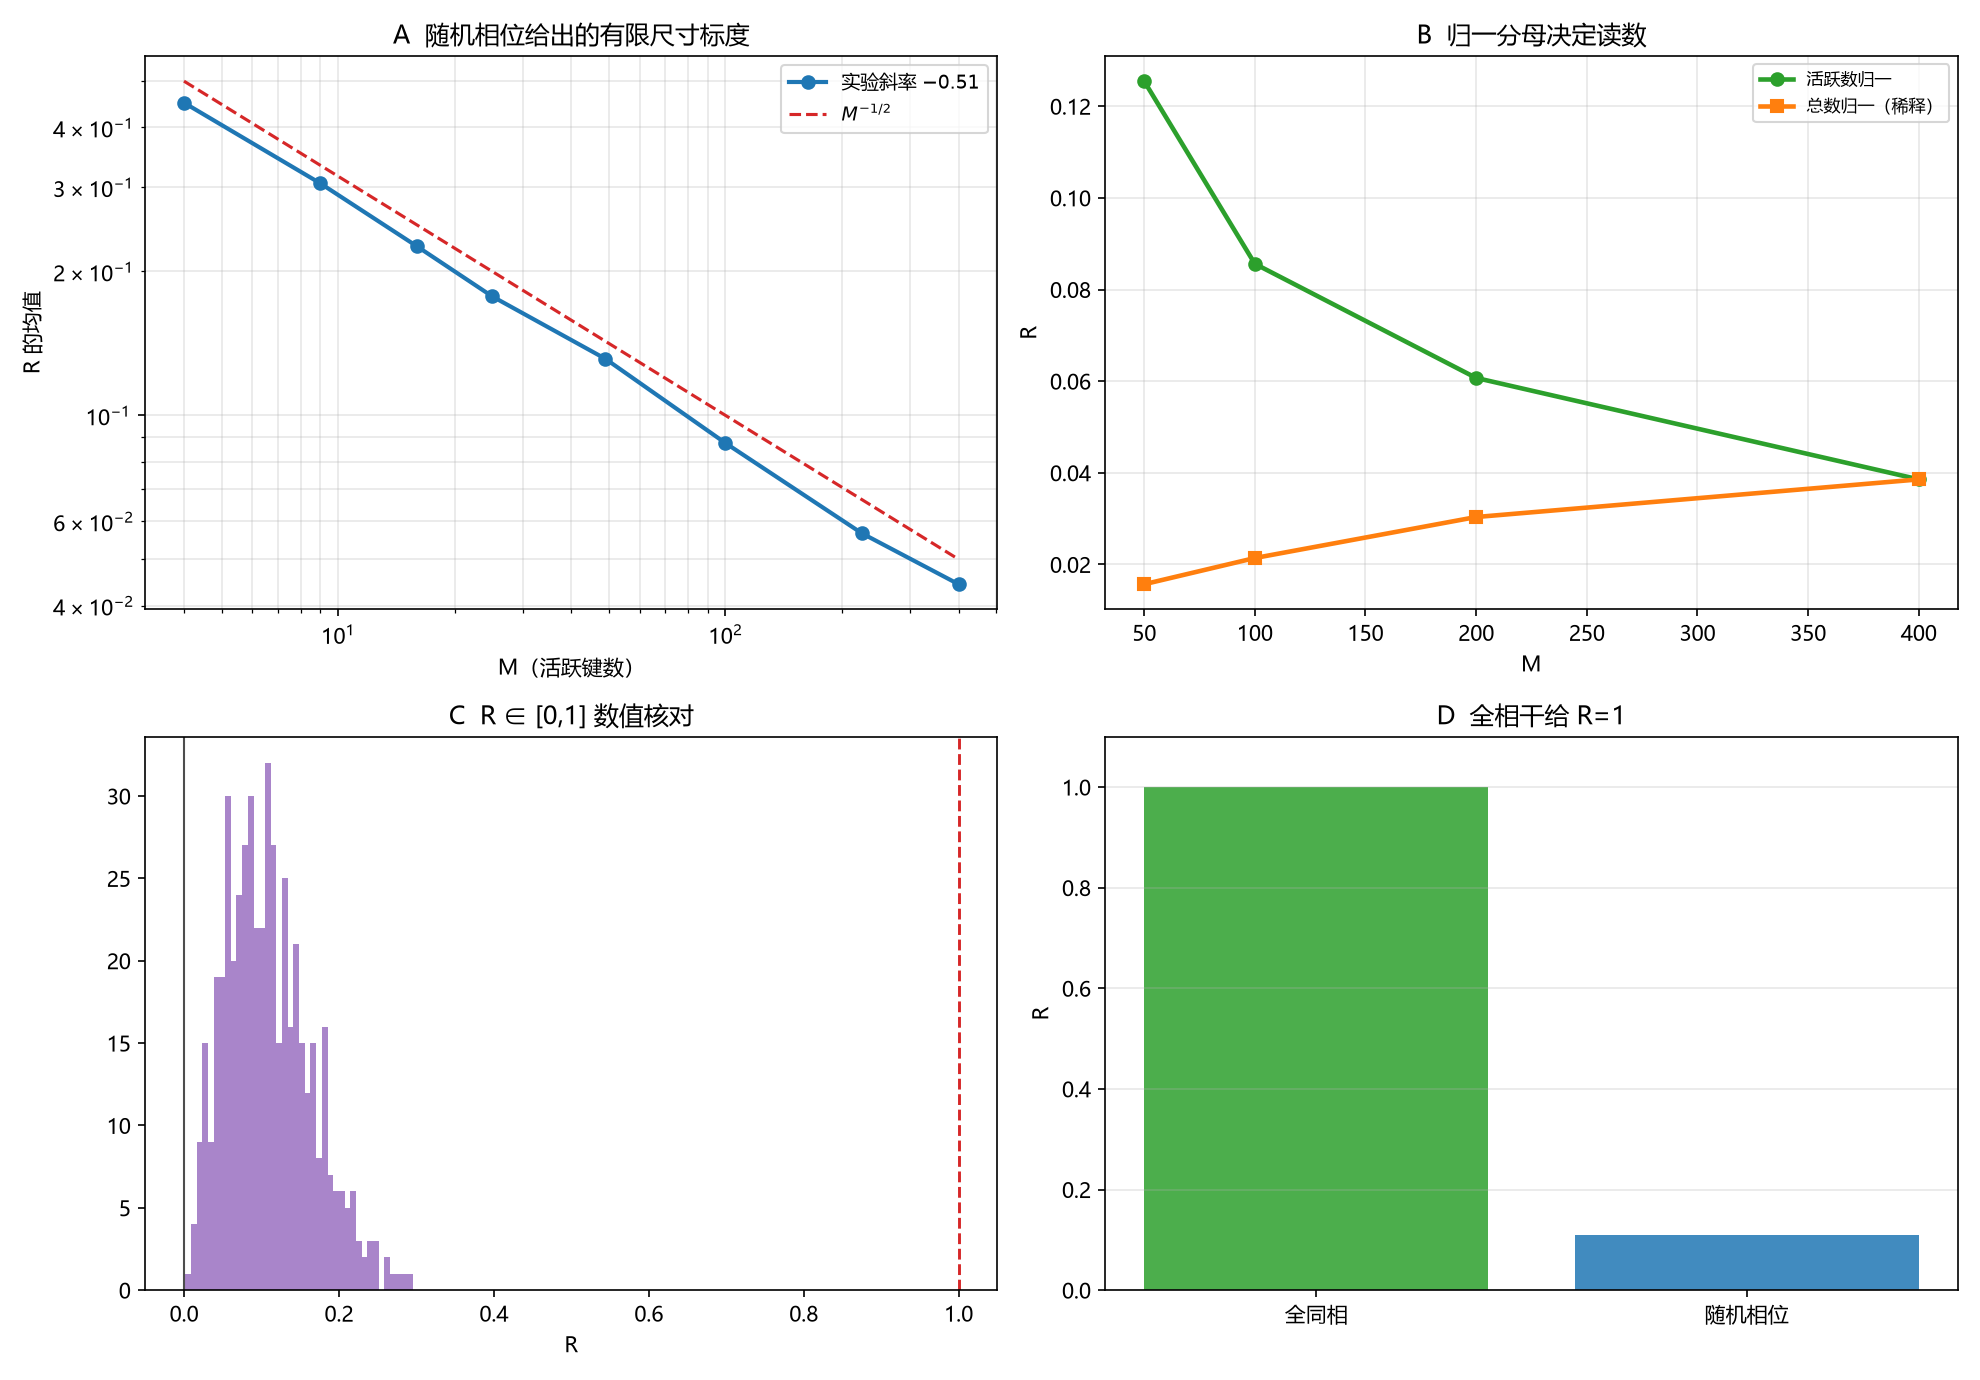 A 随机相位给出的有限尺寸标度
实验斜率 −0.51
M^{−1/2}
4 × 10⁻¹
3 × 10⁻¹
2 × 10⁻¹
10⁻¹
6 × 10⁻²
4 × 10⁻²
R 的均值
10¹ 10²
M（活跃键数）
B 归一分母决定读数
活跃数归一
总数归一（稀释）
0.12
0.10
0.08
0.06
0.04
0.02
R
50 100 150 200 250 300 350 400
M
C R ∈ [0,1] 数值核对
30
25
20
15
10
5
0
0.0 0.2 0.4 0.6 0.8 1.0
R
D 全相干给 R=1
1.0
0.8
0.6
0.4
0.2
0.0
R
全同相 随机相位